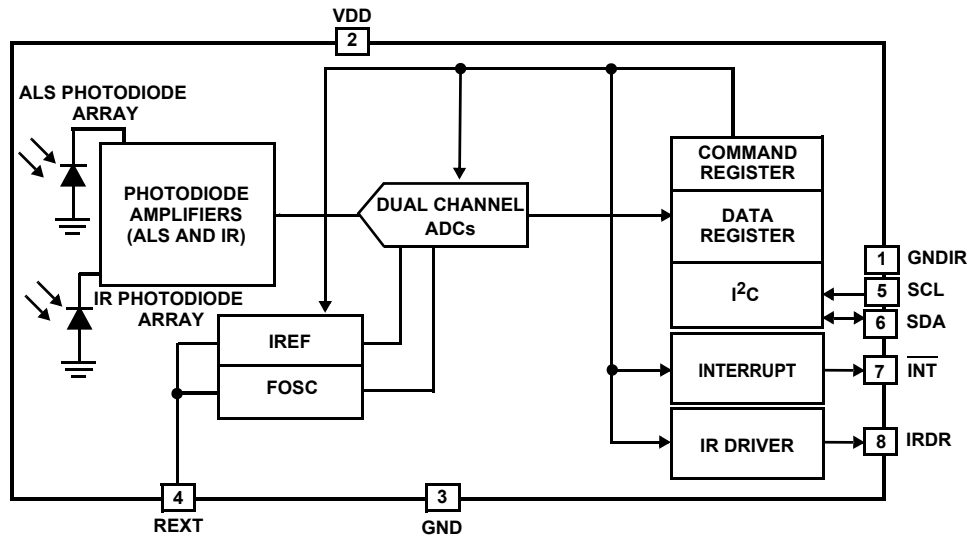 VDD
2
ALS PHOTODIODE
ARRAY
PHOTODIODE
AMPLIFIERS
(ALS AND IR)
IR PHOTODIODE
ARRAY
DUAL CHANNEL
ADCs
IREF
FOSC
COMMAND
REGISTER
DATA
REGISTER
I²C
INTERRUPT
IR DRIVER
1 GNDIR
5 SCL
6 SDA
7 I̅N̅T̅
8 IRDR
4
REXT
3
GND